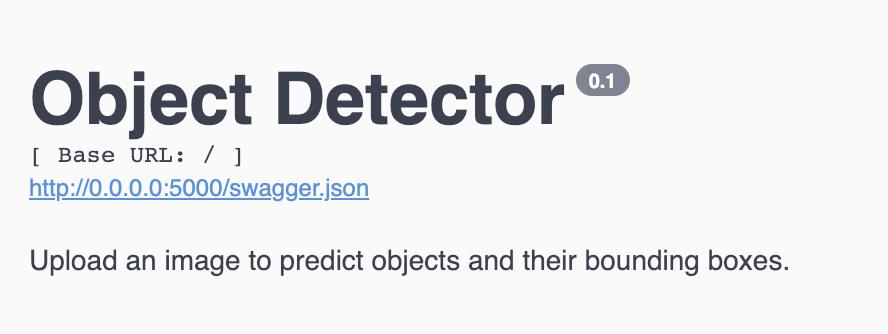 Object Detector 0.1
[ Base URL: / ]
http://0.0.0.0:5000/swagger.json
Upload an image to predict objects and their bounding boxes.